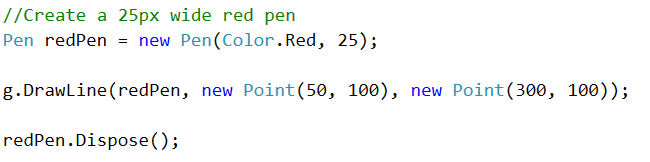 //Create a 25px wide red pen
Pen redPen = new Pen(Color.Red, 25);
g.DrawLine(redPen, new Point(50, 100), new Point(300, 100));
redPen.Dispose();